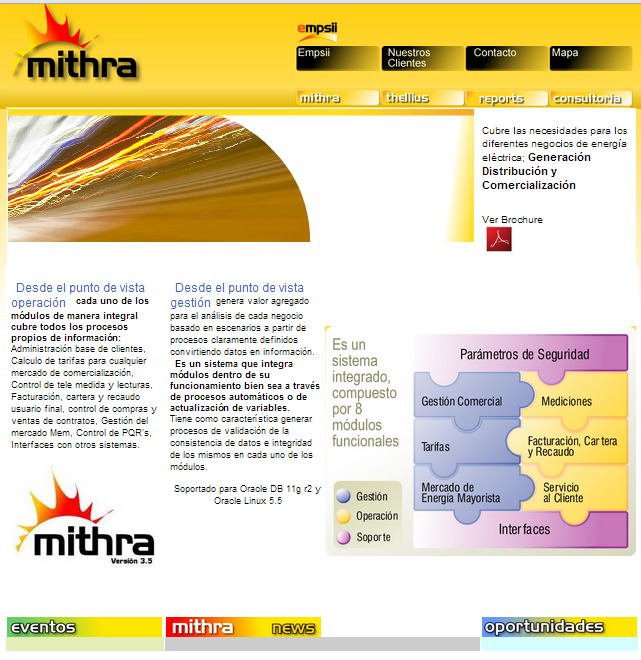 mithra
empsii
Empsii
Nuestros
Clientes
Contacto
Mapa
mithra
thellius
reports
consultoria
Cubre las necesidades para los
diferentes negocios de energía
eléctrica; Generación
Distribución y
Comercialización
Ver Brochure
Desde el punto de vista
operación cada uno de los
módulos de manera integral
cubre todos los procesos
propios de información:
Administración base de clientes,
Calculo de tarifas para cualquier
mercado de comercialización,
Control de tele medida y lecturas,
Facturación, cartera y recaudo
usuario final, control de compras y
ventas de contratos, Gestión del
mercado Mem, Control de PQR's,
Interfaces con otros sistemas.
mithra
Versión 3.5
Desde el punto de vista
gestión genera valor agregado
para el análisis de cada negocio
basado en escenarios a partir de
procesos claramente definidos
convirtiendo datos en información.
Es un sistema que integra
módulos dentro de su
funcionamiento bien sea a través
de procesos automáticos o de
actualización de variables.
Tiene como característica generar
procesos de validación de la
consistencia de datos e integridad
de los mismos en cada uno de los
módulos.
Soportado para Oracle DB 11g r2 y
Oracle Linux 5.5
Es un
sistema
integrado,
compuesto
por 8
módulos
funcionales
Gestión
Operación
Soporte
Parámetros de Seguridad
Gestión Comercial
Mediciones
Tarifas
Facturación, Cartera
y Recaudo
Mercado de
Energía Mayorista
Servicio
al Cliente
Interfaces
eventos
mithra news
oportunidades